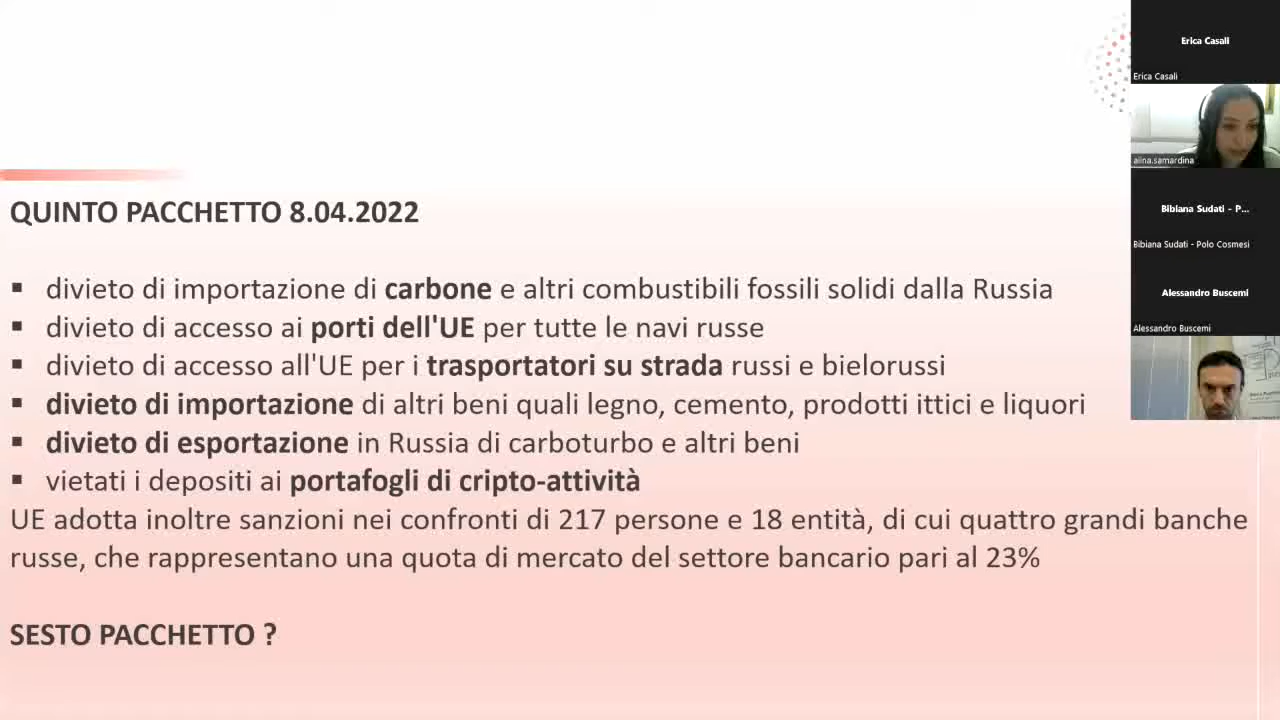 QUINTO PACCHETTO 8.04.2022
▪ divieto di importazione di carbone e altri combustibili fossili solidi dalla Russia
▪ divieto di accesso ai porti dell'UE per tutte le navi russe
▪ divieto di accesso all'UE per i trasportatori su strada russi e bielorussi
▪ divieto di importazione di altri beni quali legno, cemento, prodotti ittici e liquori
▪ divieto di esportazione in Russia di carboturbo e altri beni
▪ vietati i depositi ai portafogli di cripto-attività
UE adotta inoltre sanzioni nei confronti di 217 persone e 18 entità, di cui quattro grandi banche
russe, che rappresentano una quota di mercato del settore bancario pari al 23%
SESTO PACCHETTO ?
Erica Casali
Erica Casali
alina.samardina
Bibiana Sudati - P...
Bibiana Sudati - Polo Cosmesi
Alessandro Buscemi
Alessandro Buscemi